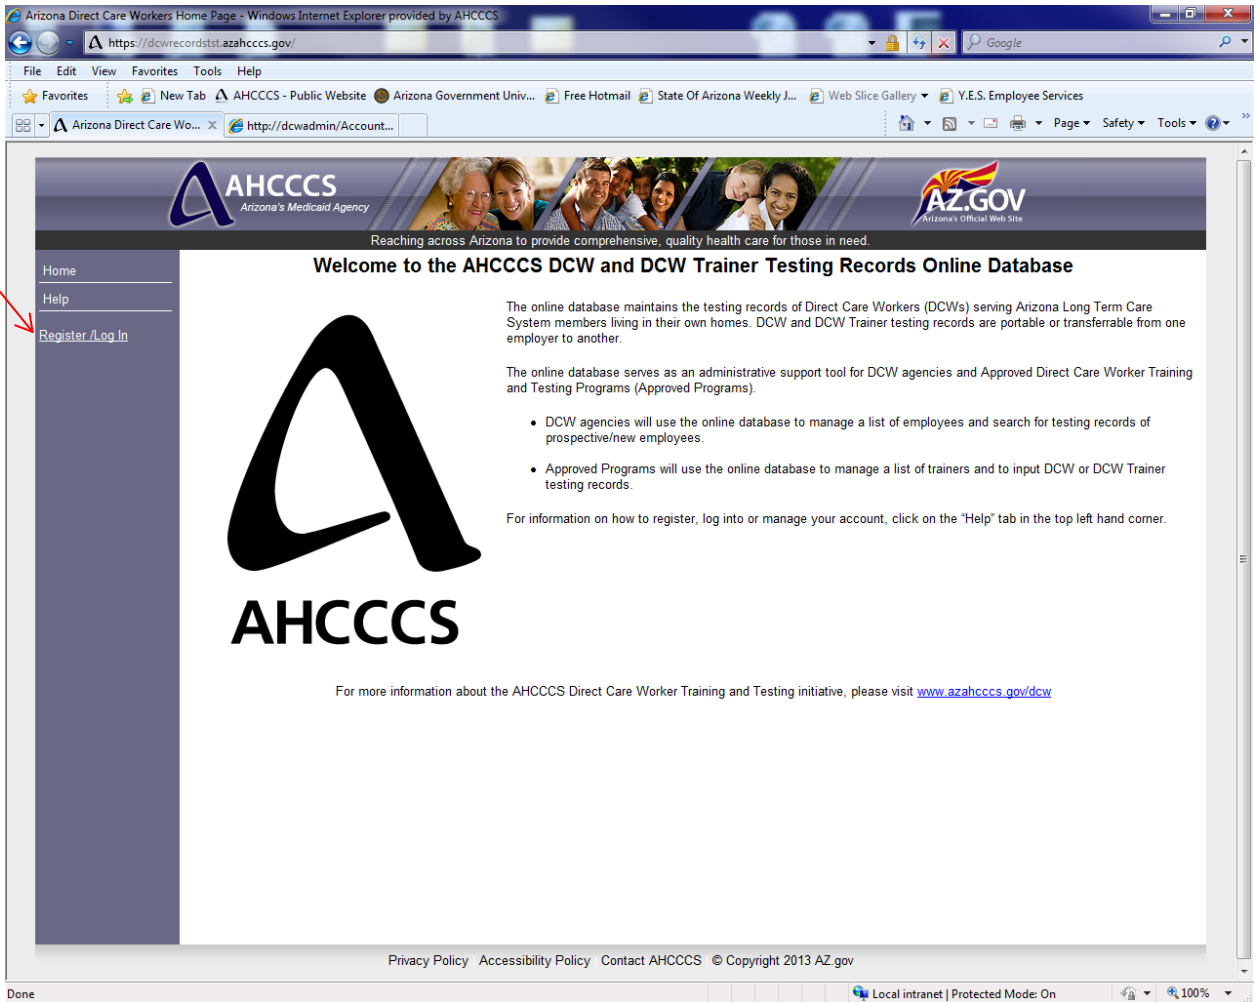 Arizona Direct Care Workers Home Page - Windows Internet Explorer provided by AHCCCS
https://dcwrecordstst.azahcccs.gov/
Google
File Edit View Favorites Tools Help
Favorites New Tab AHCCCS - Public Website Arizona Government Univ... Free Hotmail State Of Arizona Weekly J... Web Slice Gallery Y.E.S. Employee Services
Arizona Direct Care Wo... x http://dcwadmin/Account...
Page Safety Tools
AHCCCS
Arizona's Medicaid Agency
AZ.GOV
Arizona's Official Web Site
Reaching across Arizona to provide comprehensive, quality health care for those in need.
Home
Help
Register /Log In
Welcome to the AHCCCS DCW and DCW Trainer Testing Records Online Database
The online database maintains the testing records of Direct Care Workers (DCWs) serving Arizona Long Term Care
System members living in their own homes. DCW and DCW Trainer testing records are portable or transferrable from one
employer to another.
The online database serves as an administrative support tool for DCW agencies and Approved Direct Care Worker Training
and Testing Programs (Approved Programs).
• DCW agencies will use the online database to manage a list of employees and search for testing records of
prospective/new employees.
• Approved Programs will use the online database to manage a list of trainers and to input DCW or DCW Trainer
testing records.
For information on how to register, log into or manage your account, click on the “Help” tab in the top left hand corner.
AHCCCS
For more information about the AHCCCS Direct Care Worker Training and Testing initiative, please visit www.azahcccs.gov/dcw
Privacy Policy Accessibility Policy Contact AHCCCS © Copyright 2013 AZ.gov
Done
Local intranet | Protected Mode: On
100%